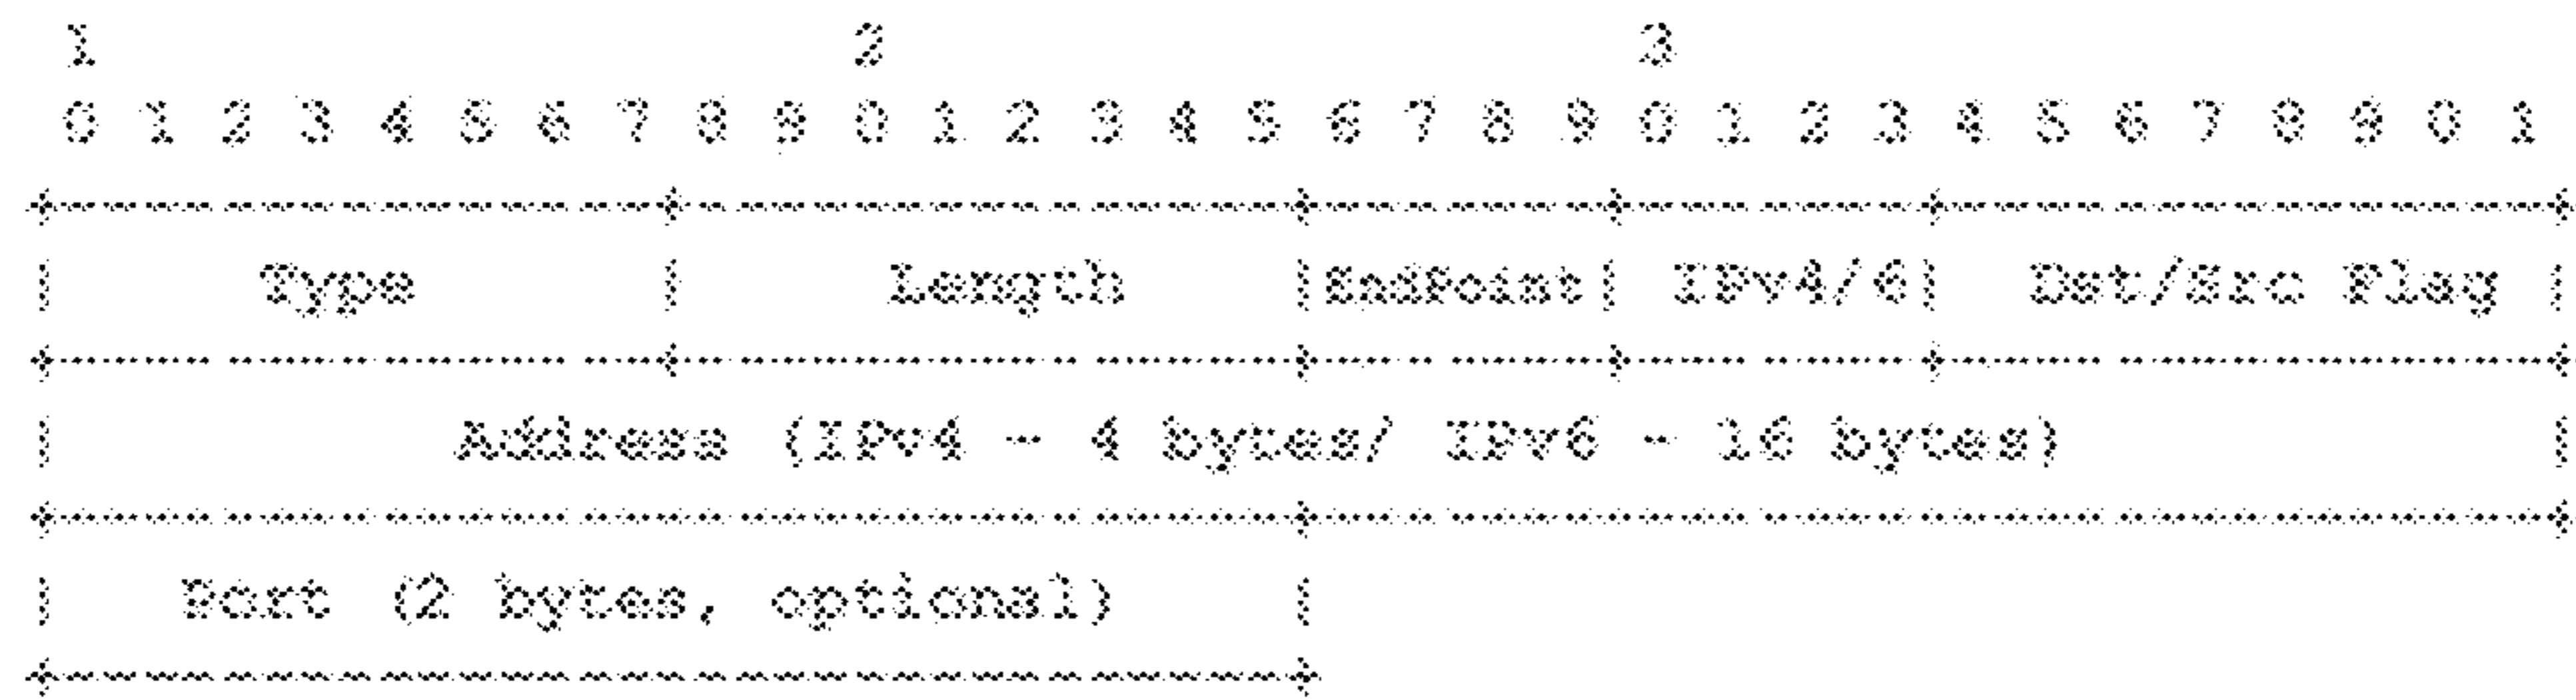 1 2 3
0 1 2 3 4 5 6 7 8 9 0 1 2 3 4 5 6 7 8 9 0 1 2 3 4 5 6 7 8 9 0 1
+---------------+---------------+-------+-------+---------------+
| Type | Length |EndPoint| IPv4/6| Dst/Src Flag |
+---------------+---------------+-------+-------+---------------+
| Address (IPv4 - 4 bytes/ IPv6 - 16 bytes) |
+-------------------------------+-------------------------------+
| Port (2 bytes, optional) |
+-------------------------------+